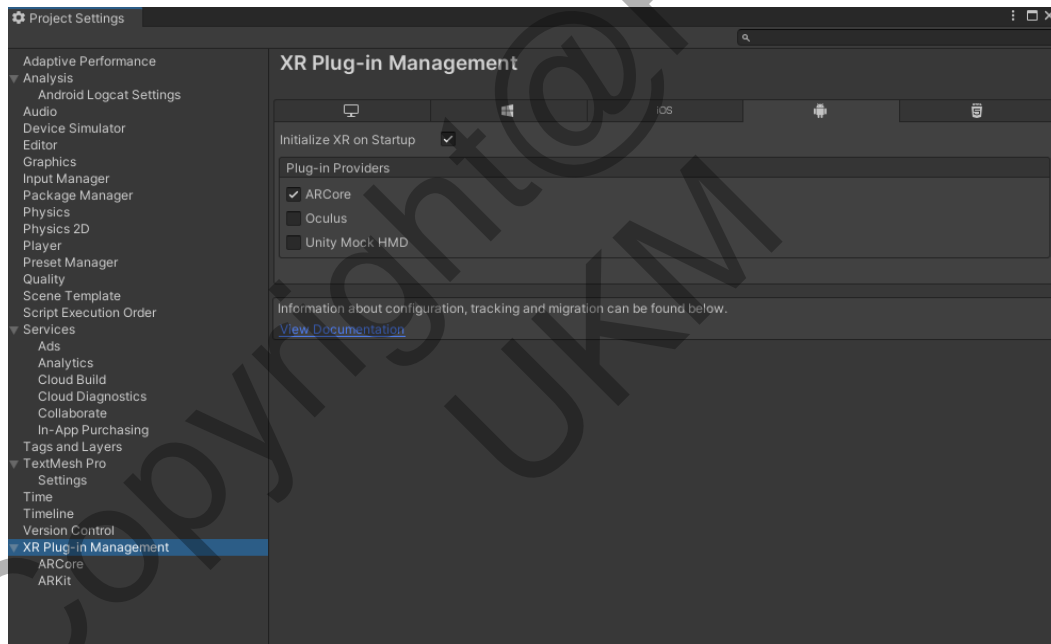 Project Settings
Adaptive Performance
Analysis
Android Logcat Settings
Audio
Device Simulator
Editor
Graphics
Input Manager
Package Manager
Physics
Physics 2D
Player
Preset Manager
Quality
Scene Template
Script Execution Order
Services
Ads
Analytics
Cloud Build
Cloud Diagnostics
Collaborate
In-App Purchasing
Tags and Layers
TextMesh Pro
Settings
Time
Timeline
Version Control
XR Plug-in Management
ARCore
ARKit
XR Plug-in Management
iOS
Initialize XR on Startup
Plug-in Providers
ARCore
Oculus
Unity Mock HMD
Information about configuration, tracking and migration can be found below.
View Documentation
UKM